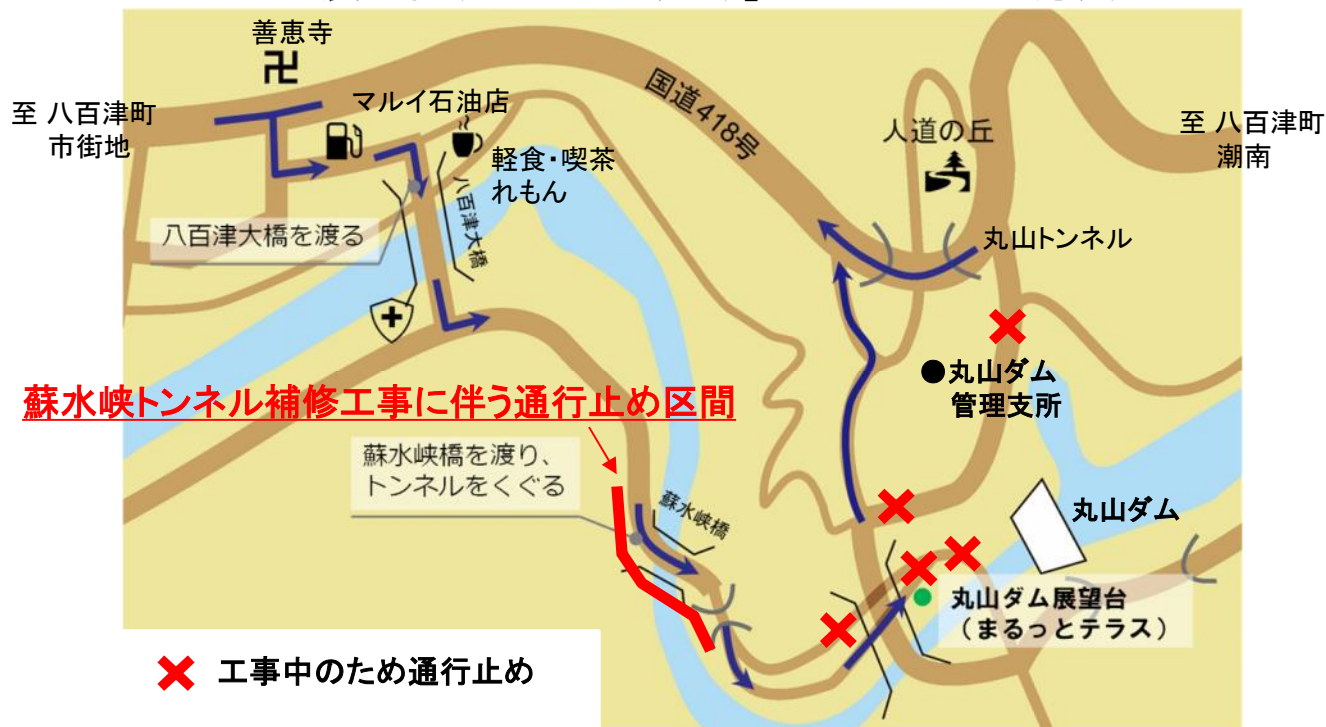 善恵寺
至 八百津町
市街地
マルイ石油店
軽食・喫茶
れもん
八百津大橋
八百津大橋を渡る
国道418号
人道の丘
至 八百津町
潮南
丸山トンネル
●丸山ダム
管理支所
蘇水峡トンネル補修工事に伴う通行止め区間
蘇水峡橋を渡り、
トンネルをくぐる
蘇水峡橋
丸山ダム
丸山ダム展望台
（まるっとテラス）
工事中のため通行止め